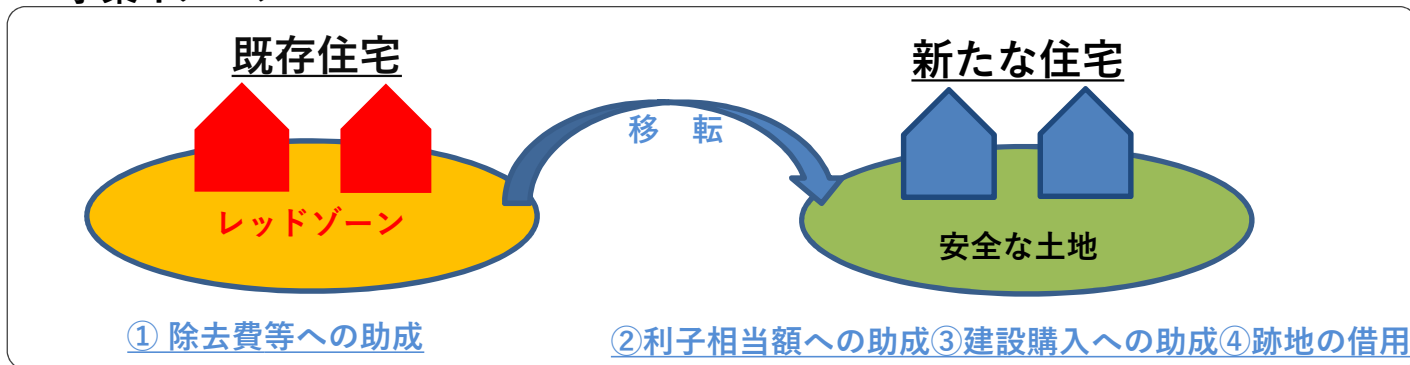 既存住宅
新たな住宅
移 転
レッドゾーン
安全な土地
① 除去費等への助成
②利子相当額への助成③建設購入への助成④跡地の借用